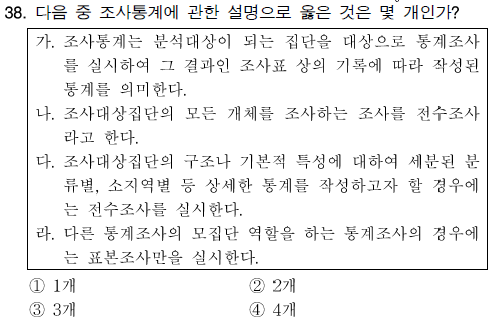 38. 다음 중 조사통계에 관한 설명으로 옳은 것은 몇 개인가?
가. 조사통계는 분석대상이 되는 집단을 대상으로 통계조사
를 실시하여 그 결과인 조사표 상의 기록에 따라 작성된
통계를 의미한다.
나. 조사대상집단의 모든 개체를 조사하는 조사를 전수조사
라고 한다.
다. 조사대상집단의 구조나 기본적 특성에 대하여 세분된 분
류별, 소지역별 등 상세한 통계를 작성하고자 할 경우에
는 전수조사를 실시한다.
라. 다른 통계조사의 모집단 역할을 하는 통계조사의 경우에
는 표본조사만을 실시한다.
① 1개 ② 2개
③ 3개 ④ 4개